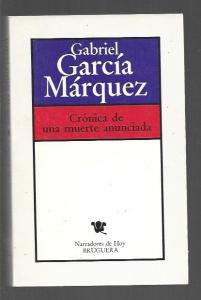 Gabriel
García
Márquez
Crónica de
una muerte anunciada
Narradores de Hoy
BRUGUERA